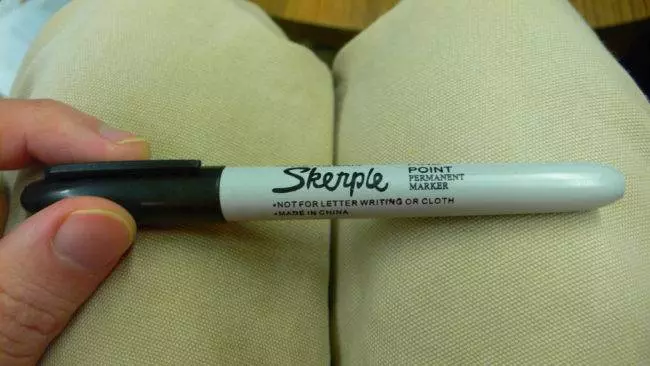 Skerple
POINT
PERMANENT
MARKER
•NOT FOR LETTER WRITING OR CLOTH
•MADE IN CHINA